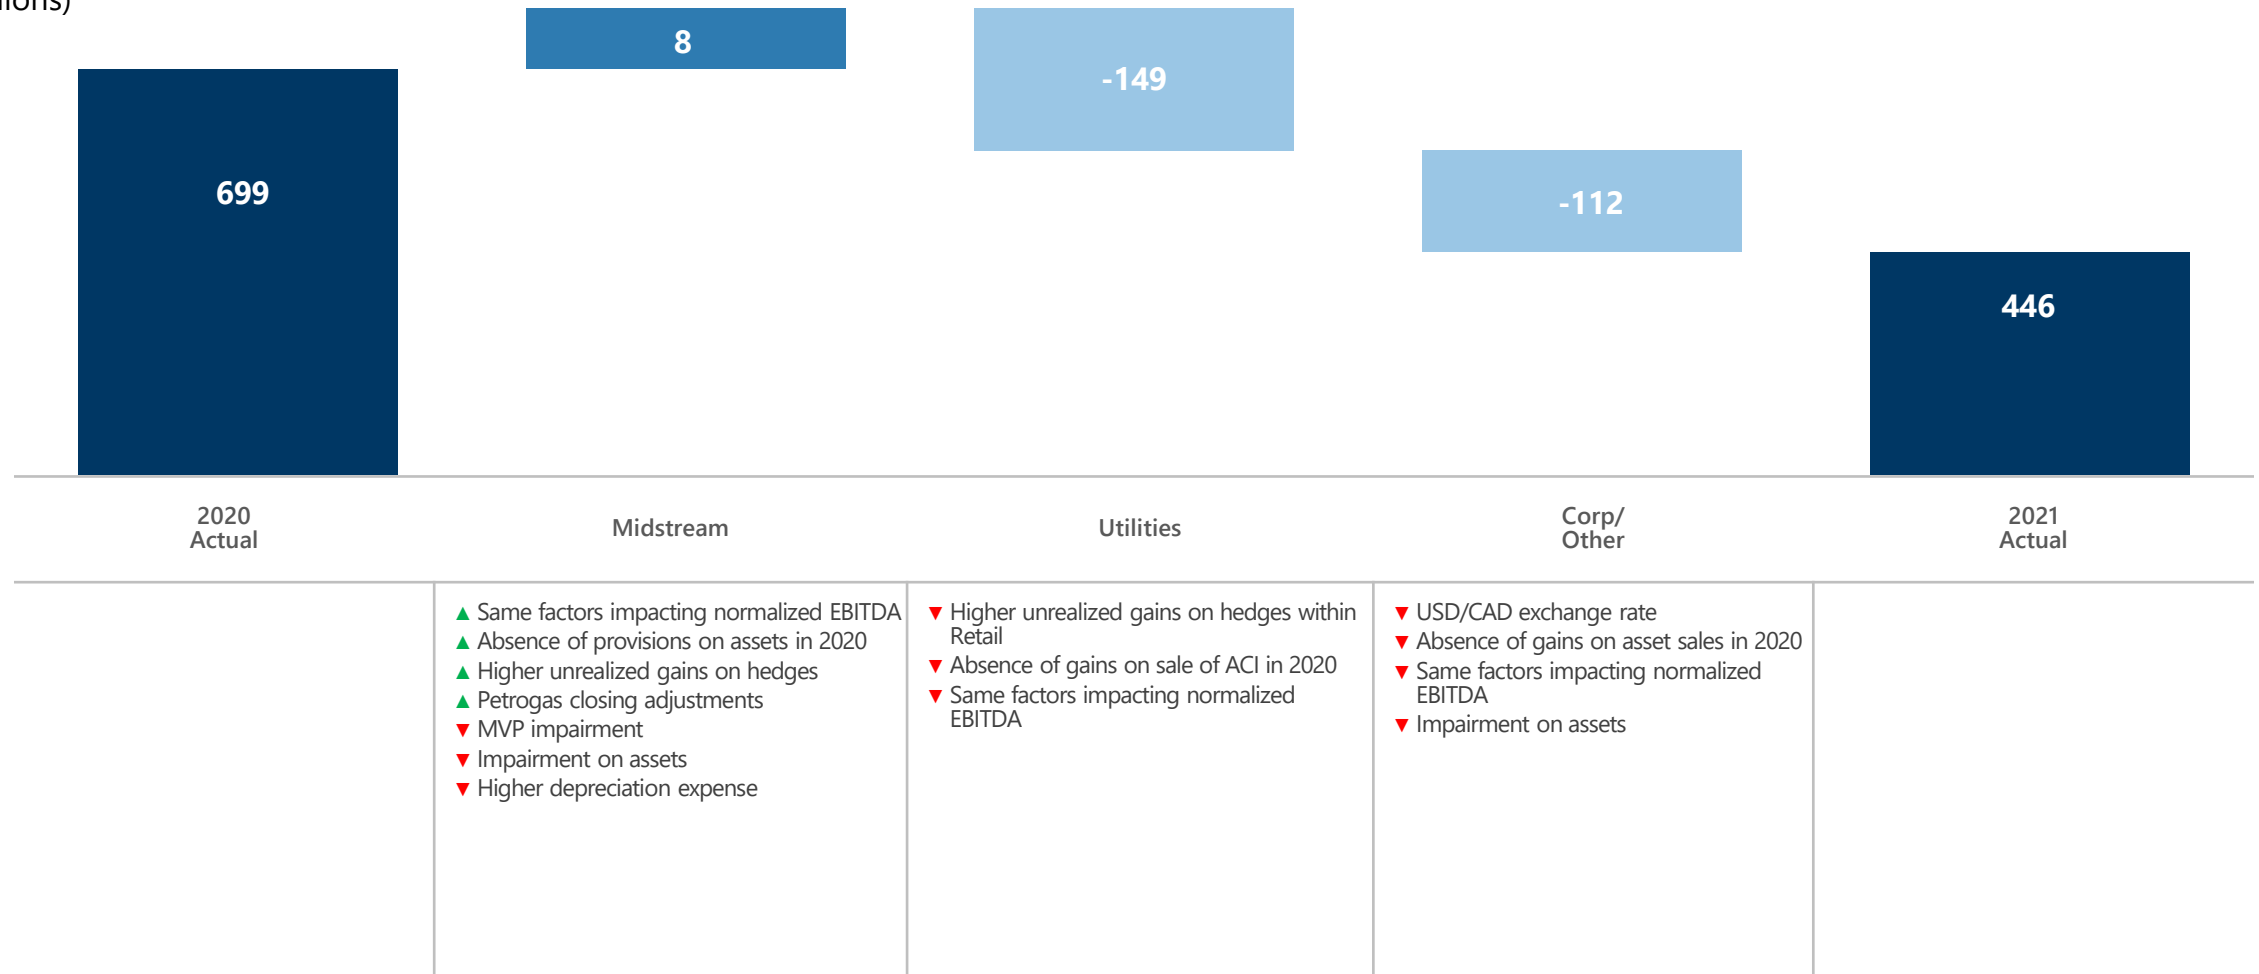 8
-149
699
-112
446
2020
Actual
Midstream
Utilities
Corp/
Other
2021
Actual
▲ Same factors impacting normalized EBITDA
▲ Absence of provisions on assets in 2020
▲ Higher unrealized gains on hedges
▲ Petrogas closing adjustments
▼ MVP impairment
▼ Impairment on assets
▼ Higher depreciation expense
▼ Higher unrealized gains on hedges within
Retail
▼ Absence of gains on sale of ACI in 2020
▼ Same factors impacting normalized
EBITDA
▼ USD/CAD exchange rate
▼ Absence of gains on asset sales in 2020
▼ Same factors impacting normalized
EBITDA
▼ Impairment on assets